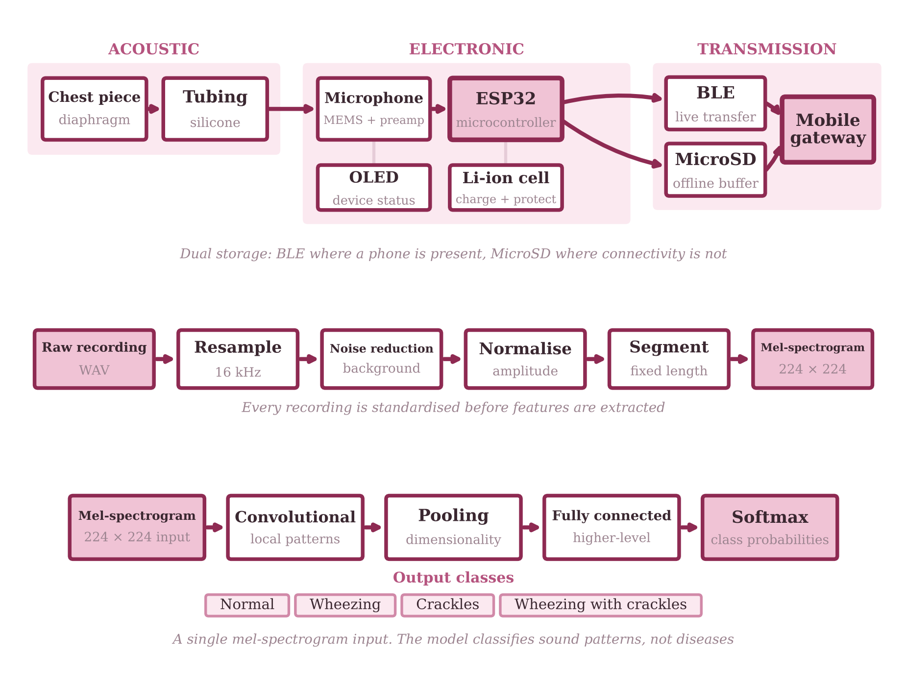 ACOUSTIC
ELECTRONIC
TRANSMISSION
Chest piece
diaphragm
Tubing
silicone
Microphone
MEMS + preamp
ESP32
microcontroller
BLE
live transfer
Mobile
gateway
MicroSD
offline buffer
OLED
device status
Li-ion cell
charge + protect
Dual storage: BLE where a phone is present, MicroSD where connectivity is not
Raw recording
WAV
Resample
16 kHz
Noise reduction
background
Normalise
amplitude
Segment
fixed length
Mel-spectrogram
224 × 224
Every recording is standardised before features are extracted
Mel-spectrogram
224 × 224 input
Convolutional
local patterns
Pooling
dimensionality
Fully connected
higher-level
Softmax
class probabilities
Output classes
Normal
Wheezing
Crackles
Wheezing with crackles
A single mel-spectrogram input. The model classifies sound patterns, not diseases